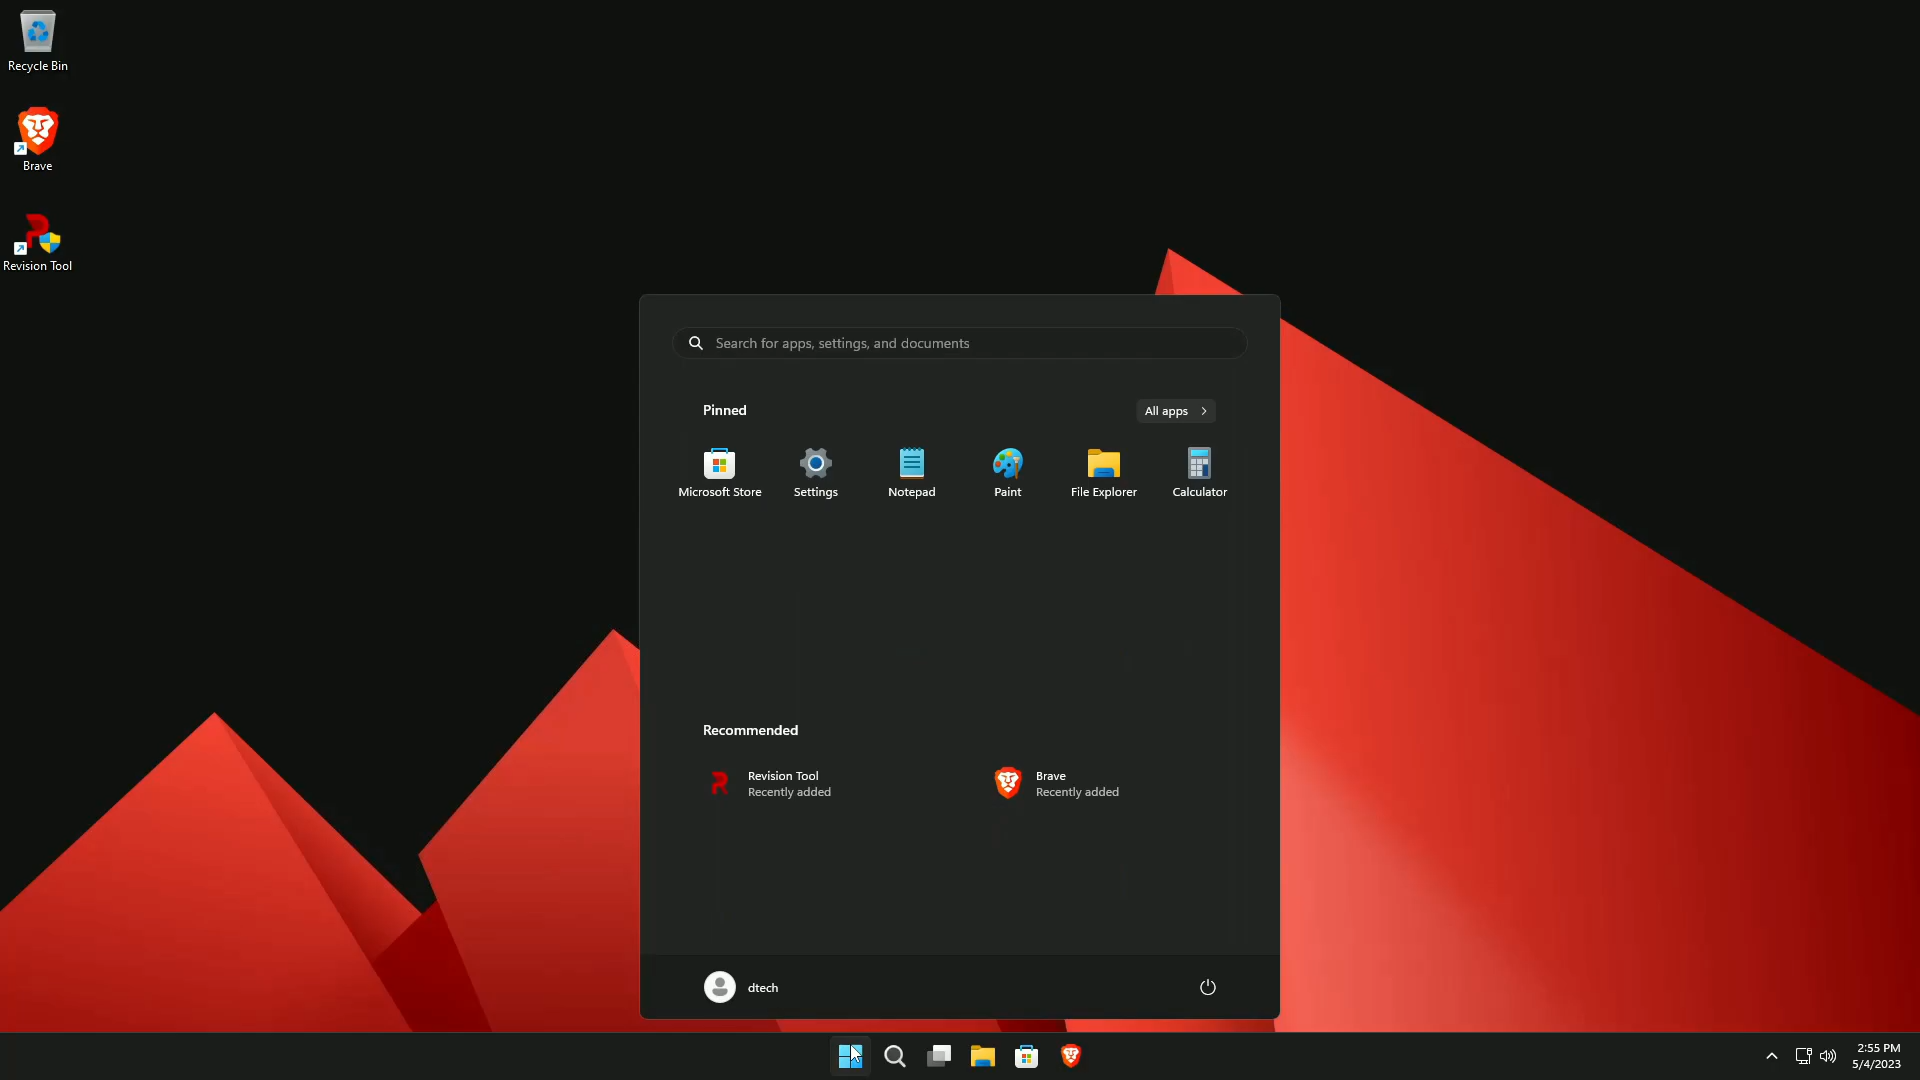 Recycle Bin
Brave
Revision Tool
Search for apps, settings, and documents
Pinned
All apps
Microsoft Store
Settings
Notepad
Paint
File Explorer
Calculator
Recommended
Revision Tool
Recently added
Brave
Recently added
dtech
2:55 PM
5/4/2023